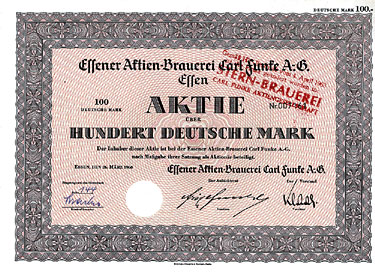 DEUTSCHE MARK 100.-
Essener Aktien-Brauerei Carl Funke A.-G.
Essen
STERN-BRAUEREI
CARL FUNKE AKTIENGESELLSCHAFT
100
DEUTSCHE MARK
AKTIE
ÜBER
HUNDERT DEUTSCHE MARK
Der Inhaber dieser Aktie ist bei der Essener Aktien-Brauerei Carl Funke A.-G.
nach Maßgabe ihrer Satzung als Aktionär beteiligt.
ESSEN, IM MÄRZ
Essener Aktien-Brauerei Carl Funke A.-G.
Der Aufsichtsrat
Der Vorstand